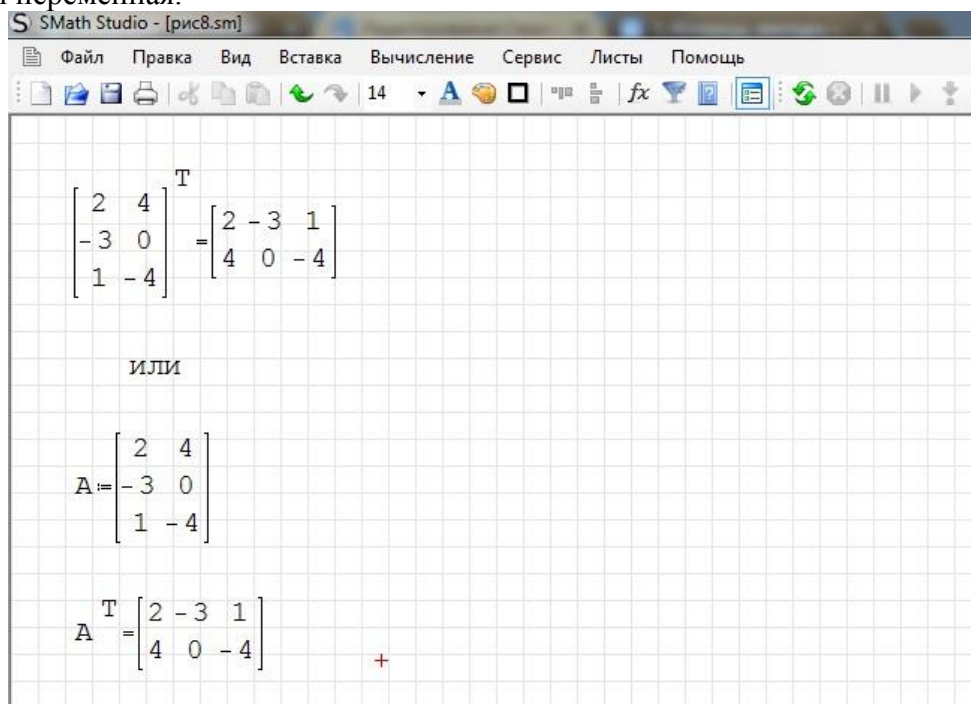 переменная.
SMath Studio - [рис8.sm]
Файл Правка Вид Вставка Вычисление Сервис Листы Помощь
14 A fx
T
2 4
- 3 0
1 - 4
=
2 - 3 1
4 0 - 4
или
A:=
2 4
- 3 0
1 - 4
A T =
2 - 3 1
4 0 - 4